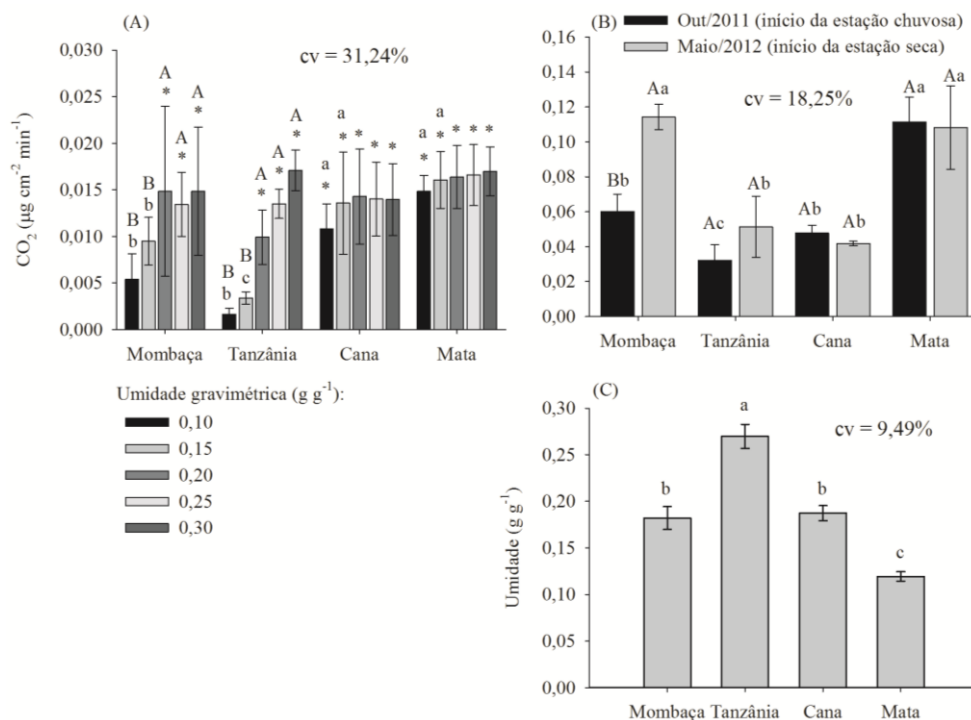 (A)
cv = 31,24%
CO₂ (µg cm⁻² min⁻¹)
0,030
0,025
0,020
0,015
0,010
0,005
0,000
B
b
B
b
A
*
A
*
A
*
B
b
B
c
A
*
A
*
A
*
a
*
a
*
*
*
*
a
*
a
*
*
*
*
Mombaça Tanzânia Cana Mata
Umidade gravimétrica (g g⁻¹):
0,10
0,15
0,20
0,25
0,30
(B)
Out/2011 (início da estação chuvosa)
Maio/2012 (início da estação seca)
cv = 18,25%
0,16
0,14
0,12
0,10
0,08
0,06
0,04
0,02
0,00
Bb Aa Ac Ab Ab Ab Aa Aa
Mombaça Tanzânia Cana Mata
(C)
cv = 9,49%
Umidade (g g⁻¹)
0,30
0,25
0,20
0,15
0,10
0,05
0,00
b a b c
Mombaça Tanzânia Cana Mata